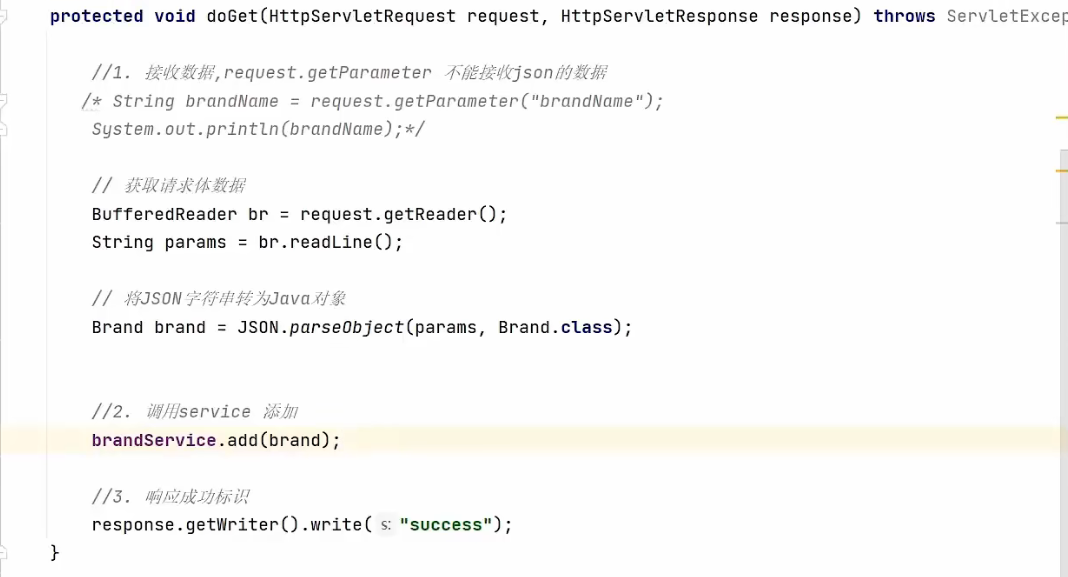 protected void doGet(HttpServletRequest request, HttpServletResponse response) throws ServletExcep
//1. 接收数据,request.getParameter 不能接收json的数据
/* String brandName = request.getParameter("brandName");
System.out.println(brandName);*/
// 获取请求体数据
BufferedReader br = request.getReader();
String params = br.readLine();
// 将JSON字符串转为Java对象
Brand brand = JSON.parseObject(params, Brand.class);
//2. 调用service 添加
brandService.add(brand);
//3. 响应成功标识
response.getWriter().write( s: "success");
}